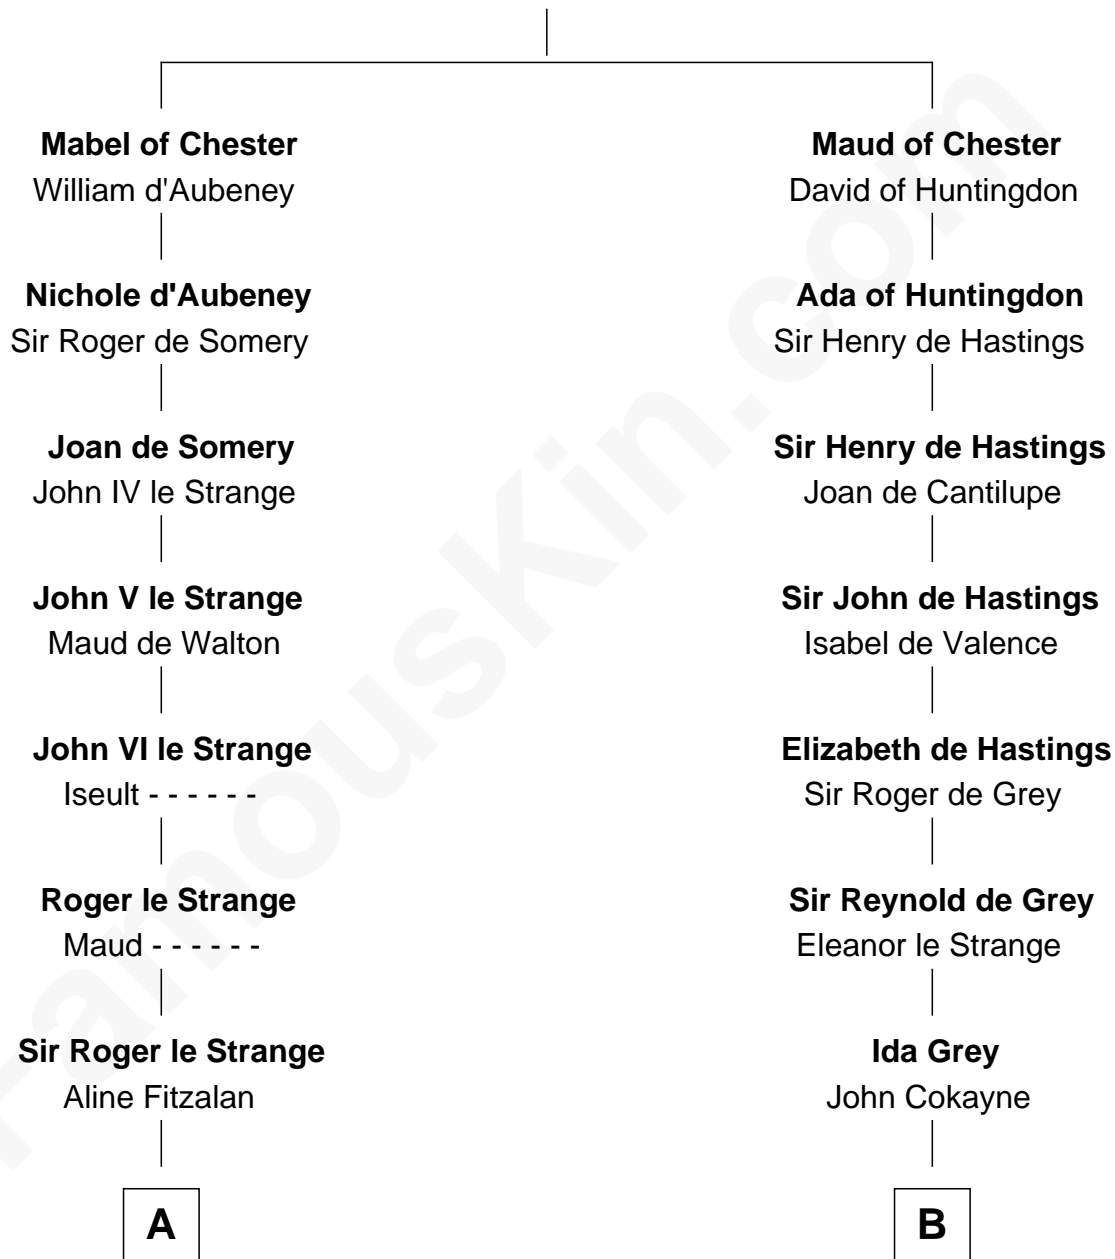 Mabel of Chester
William d'Aubeney
Maud of Chester
David of Huntingdon
Nichole d'Aubeney
Sir Roger de Somery
Ada of Huntingdon
Sir Henry de Hastings
Joan de Somery
John IV le Strange
Sir Henry de Hastings
Joan de Cantilupe
John V le Strange
Maud de Walton
Sir John de Hastings
Isabel de Valence
John VI le Strange
Iseult - - - - - -
Elizabeth de Hastings
Sir Roger de Grey
Roger le Strange
Maud - - - - - -
Sir Reynold de Grey
Eleanor le Strange
Sir Roger le Strange
Aline Fitzalan
Ida Grey
John Cokayne
A
B
FamousKin.com